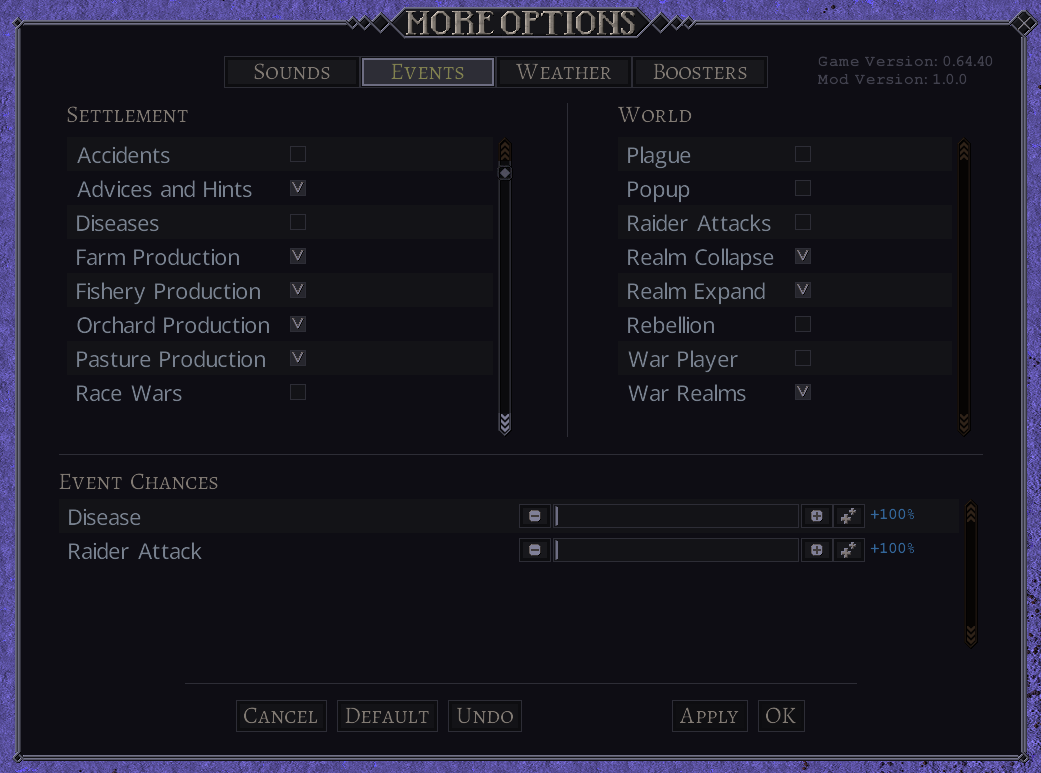 MORE OPTIONS
SOUNDS EVENTS WEATHER BOOSTERS
Game Version: 0.64.40
Mod Version: 1.0.0
SETTLEMENT
Accidents
Advices and Hints
Diseases
Farm Production
Fishery Production
Orchard Production
Pasture Production
Race Wars
WORLD
Plague
Popup
Raider Attacks
Realm Collapse
Realm Expand
Rebellion
War Player
War Realms
EVENT CHANCES
Disease +100%
Raider Attack +100%
CANCEL DEFAULT UNDO APPLY OK